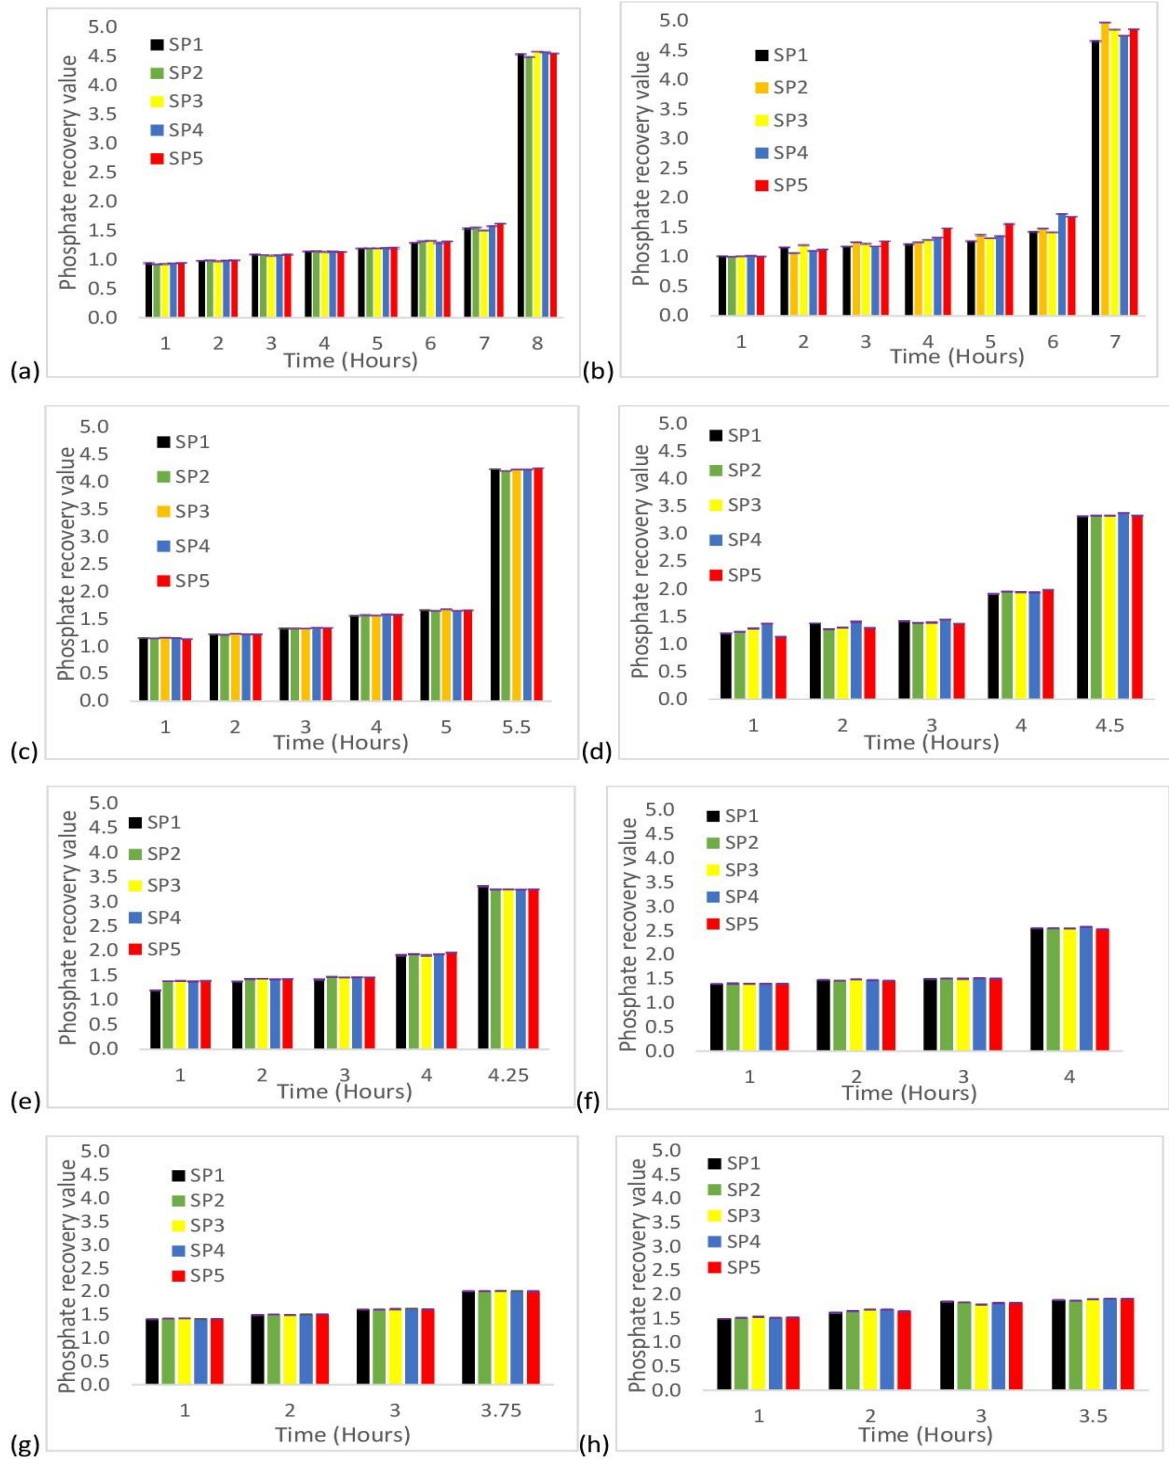 Phosphate recovery value
5.0
4.5
4.0
3.5
3.0
2.5
2.0
1.5
1.0
0.5
0.0
SP1
SP2
SP3
SP4
SP5
1 2 3 4 5 6 7 8
Time (Hours)
(a)
Phosphate recovery value
5.0
4.5
4.0
3.5
3.0
2.5
2.0
1.5
1.0
0.5
0.0
SP1
SP2
SP3
SP4
SP5
1 2 3 4 5 6 7
Time (Hours)
(b)
Phosphate recovery value
5.0
4.5
4.0
3.5
3.0
2.5
2.0
1.5
1.0
0.5
0.0
SP1
SP2
SP3
SP4
SP5
1 2 3 4 5 5.5
Time (Hours)
(c)
Phosphate recovery value
5.0
4.5
4.0
3.5
3.0
2.5
2.0
1.5
1.0
0.5
0.0
SP1
SP2
SP3
SP4
SP5
1 2 3 4 4.5
Time (Hours)
(d)
Phosphate recovery value
5.0
4.5
4.0
3.5
3.0
2.5
2.0
1.5
1.0
0.5
0.0
SP1
SP2
SP3
SP4
SP5
1 2 3 4 4.25
Time (Hours)
(e)
Phosphate recovery value
5.0
4.5
4.0
3.5
3.0
2.5
2.0
1.5
1.0
0.5
0.0
SP1
SP2
SP3
SP4
SP5
1 2 3 4
Time (Hours)
(f)
Phosphate recovery value
5.0
4.5
4.0
3.5
3.0
2.5
2.0
1.5
1.0
0.5
0.0
SP1
SP2
SP3
SP4
SP5
1 2 3 3.75
Time (Hours)
(g)
Phosphate recovery value
5.0
4.5
4.0
3.5
3.0
2.5
2.0
1.5
1.0
0.5
0.0
SP1
SP2
SP3
SP4
SP5
1 2 3 3.5
Time (Hours)
(h)